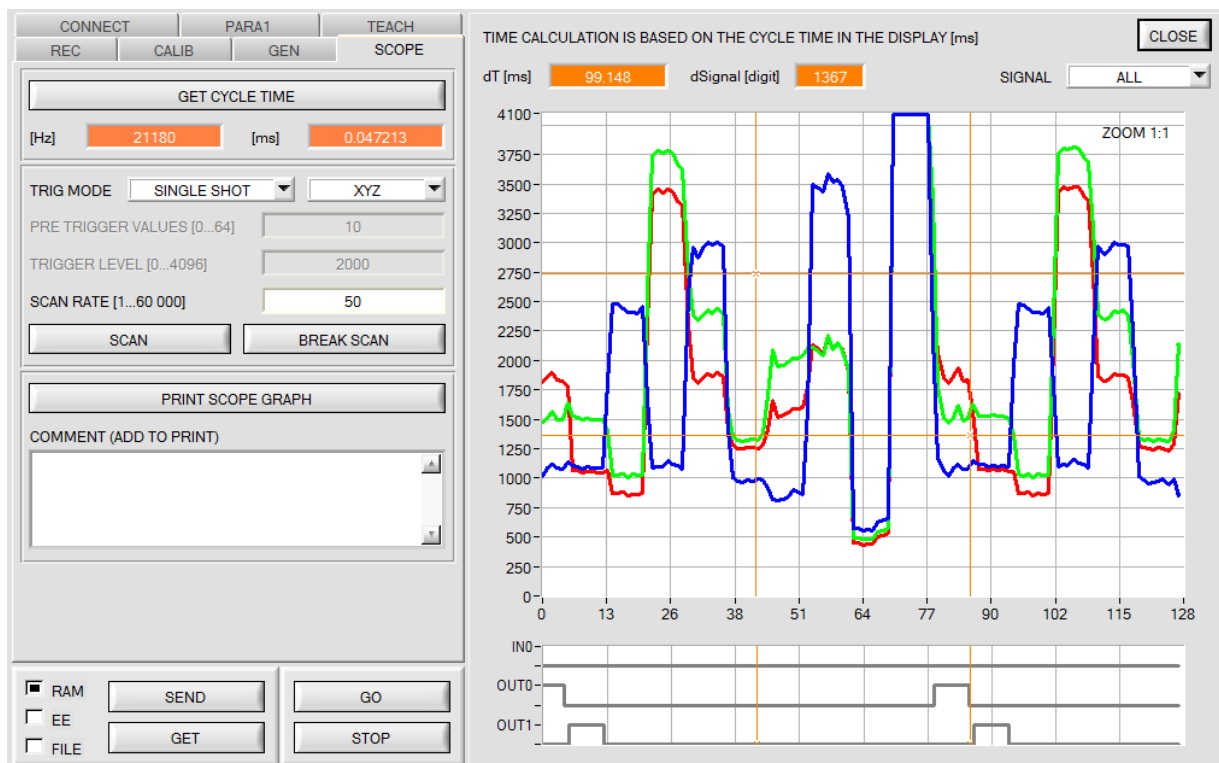 CONNECT PARA1 TEACH
REC CALIB GEN SCOPE
GET CYCLE TIME
[Hz] 21180 [ms] 0.047213
TRIG MODE SINGLE SHOT XYZ
PRE TRIGGER VALUES [0...64] 10
TRIGGER LEVEL [0...4096] 2000
SCAN RATE [1...60 000] 50
SCAN BREAK SCAN
PRINT SCOPE GRAPH
COMMENT (ADD TO PRINT)
RAM
EE
FILE
SEND
GET
GO
STOP
TIME CALCULATION IS BASED ON THE CYCLE TIME IN THE DISPLAY [ms]
CLOSE
dT [ms] 99.148 dSignal [digit] 1367 SIGNAL ALL
ZOOM 1:1
4100
3750
3500
3250
3000
2750
2500
2250
2000
1750
1500
1250
1000
750
500
250
0
0 13 26 38 51 64 77 90 102 115 128
IN0
OUT0
OUT1